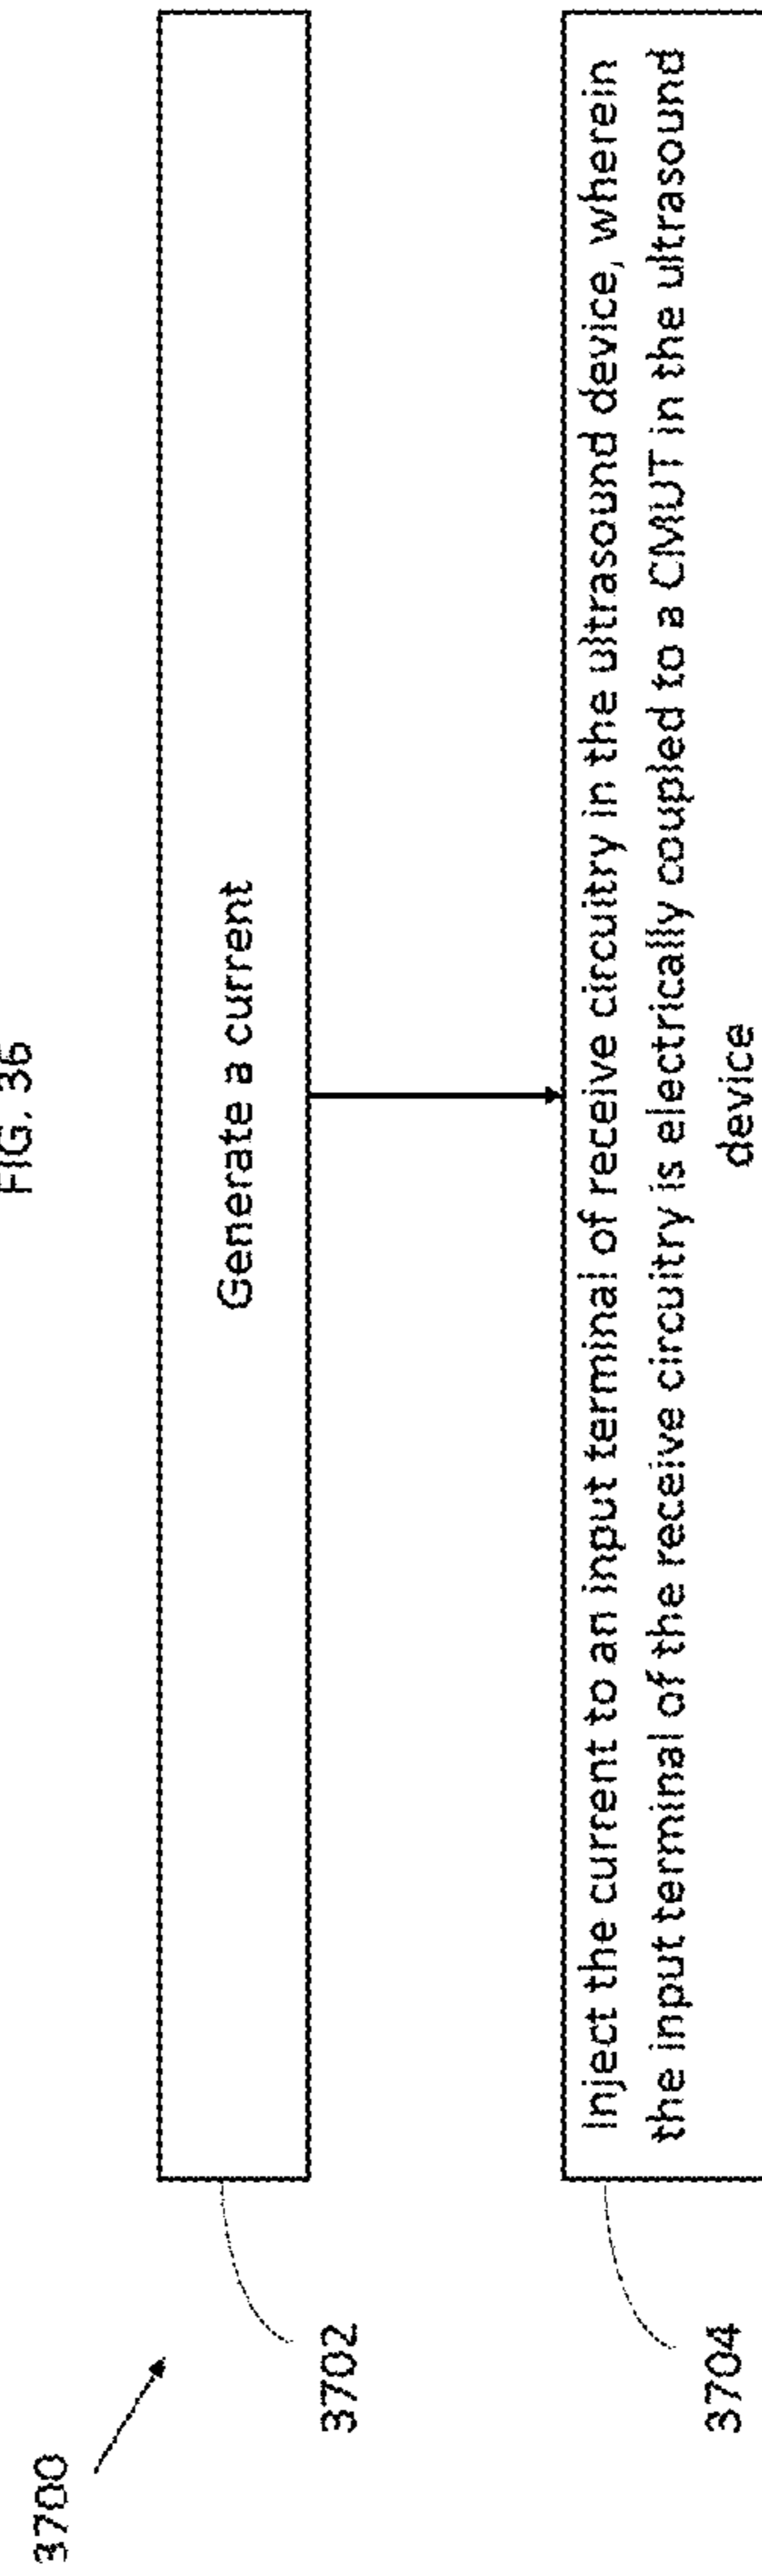 FIG. 36
3700
3702
Generate a current
3704
Inject the current to an input terminal of receive circuitry in the ultrasound device, wherein
the input terminal of the receive circuitry is electrically coupled to a CMUT in the ultrasound
device